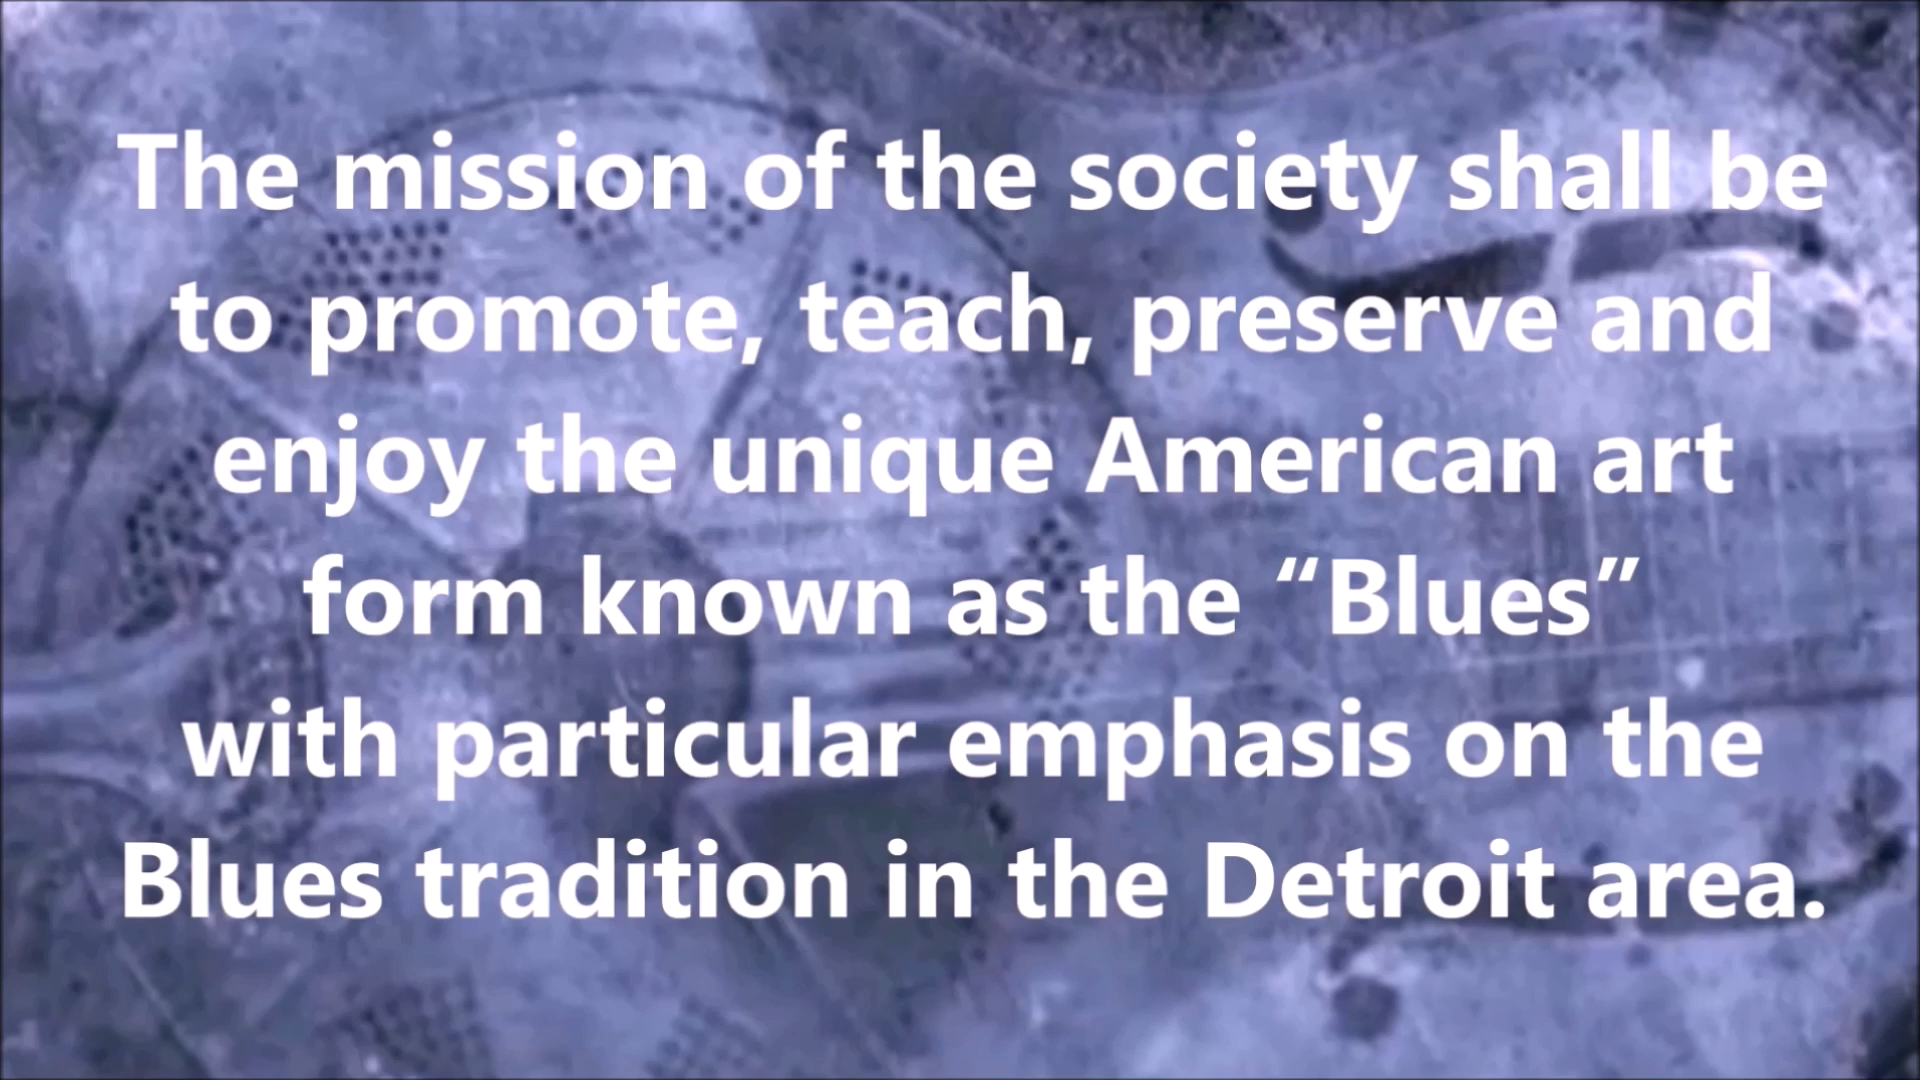 The mission of the society shall be
to promote, teach, preserve and
enjoy the unique American art
form known as the “Blues”
with particular emphasis on the
Blues tradition in the Detroit area.